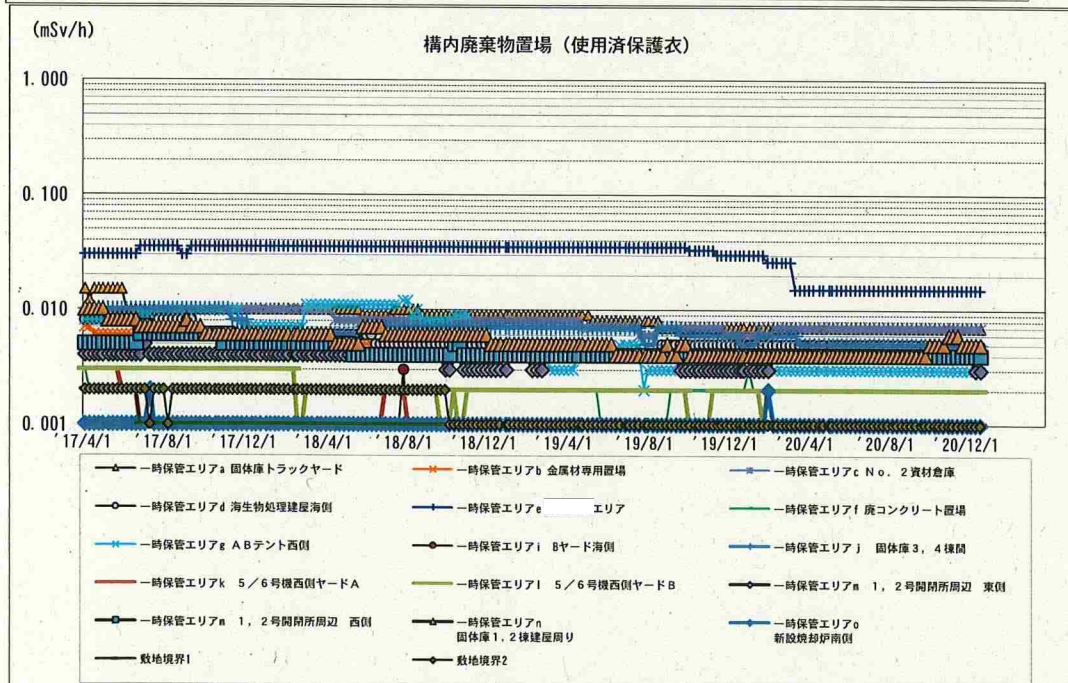 (mSv/h)
構内廃棄物置場（使用済保護衣）
1.000
0.100
0.010
0.001
'17/4/1 '17/8/1 '17/12/1 '18/4/1 '18/8/1 '18/12/1 '19/4/1 '19/8/1 '19/12/1 '20/4/1 '20/8/1 '20/12/1
一時保管エリアa 固体庫トラックヤード 一時保管エリアb 金属材専用置場 一時保管エリアc No．2資材倉庫
一時保管エリアd 海生物処理建屋海側 一時保管エリアe エリア 一時保管エリアf 廃コンクリート置場
一時保管エリアg ABテント西側 一時保管エリアi Bヤード海側 一時保管エリアj 固体庫3，4棟間
一時保管エリアk 5／6号機西側ヤードA 一時保管エリアl 5／6号機西側ヤードB 一時保管エリアm 1，2号開閉所周辺 東側
一時保管エリアm 1，2号開閉所周辺 西側 一時保管エリアn 一時保管エリアo
固体庫1，2棟建屋周り 新設焼却炉南側
敷地境界1 敷地境界2